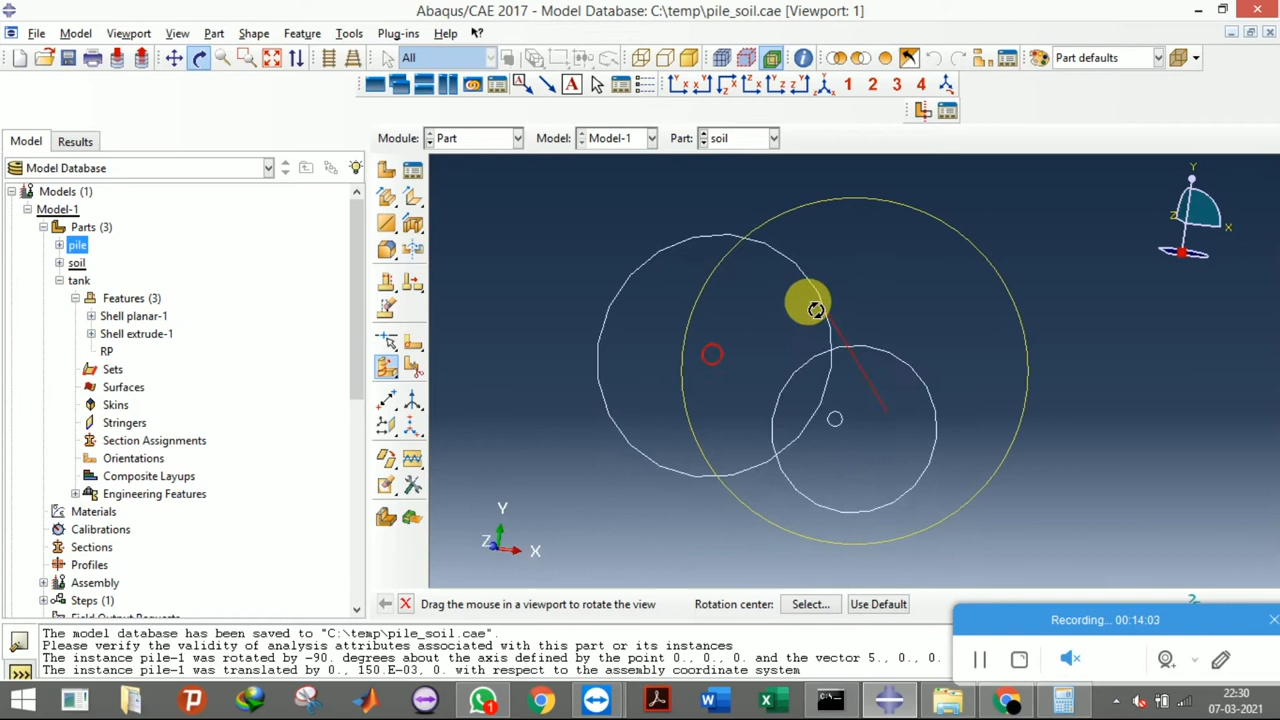 Abaqus/CAE 2017 - Model Database: C:\temp\pile_soil.cae [Viewport: 1]
File Model Viewport View Part Shape Feature Tools Plug-ins Help
All
Part defaults
1 2 3 4
Model Results
Module: Part Model: Model-1 Part: soil
Model Database
Models (1)
Model-1
Parts (3)
pile
soil
tank
Features (3)
Shell planar-1
Shell extrude-1
RP
Sets
Surfaces
Skins
Stringers
Section Assignments
Orientations
Composite Layups
Engineering Features
Materials
Calibrations
Sections
Profiles
Assembly
Steps (1)
Field Output Requests
Y
Z
X
Y
Z
X
Drag the mouse in a viewport to rotate the view Rotation center: Select... Use Default
The model database has been saved to "C:\temp\pile_soil.cae".
Please verify the validity of analysis attributes associated with this part or its instances
The instance pile-1 was rotated by -90. degrees about the axis defined by the point 0., 0., 0. and the vector 5., 0., 0.
The instance pile-1 was translated by 0., 150.E-03, 0. with respect to the assembly coordinate system
Recording... 00:14:03
22:30
07-03-2021